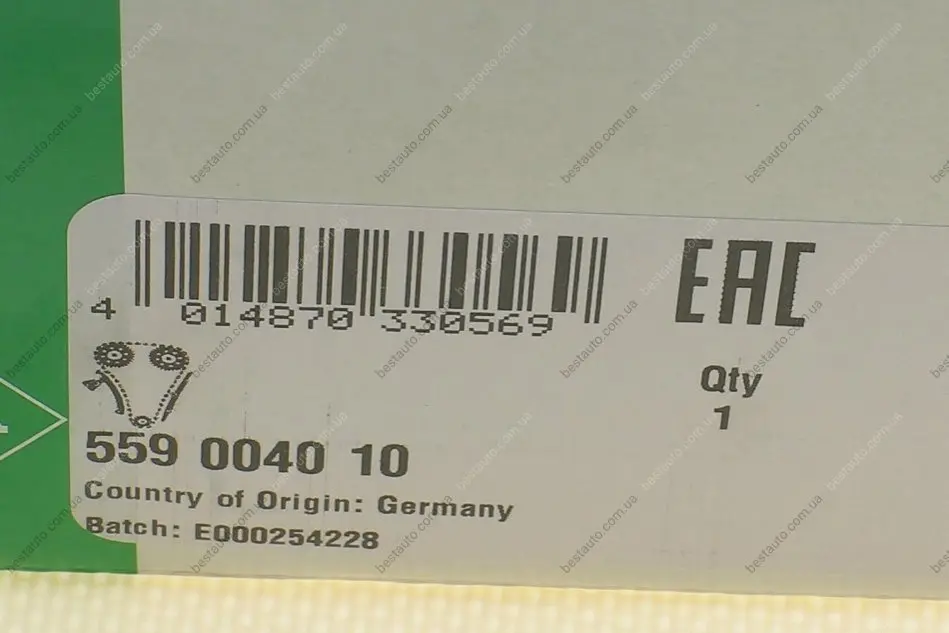 4 014870 330569
EAC
Qty
1
559 0040 10
Country of Origin: Germany
Batch: E000254228
bestauto.com.ua